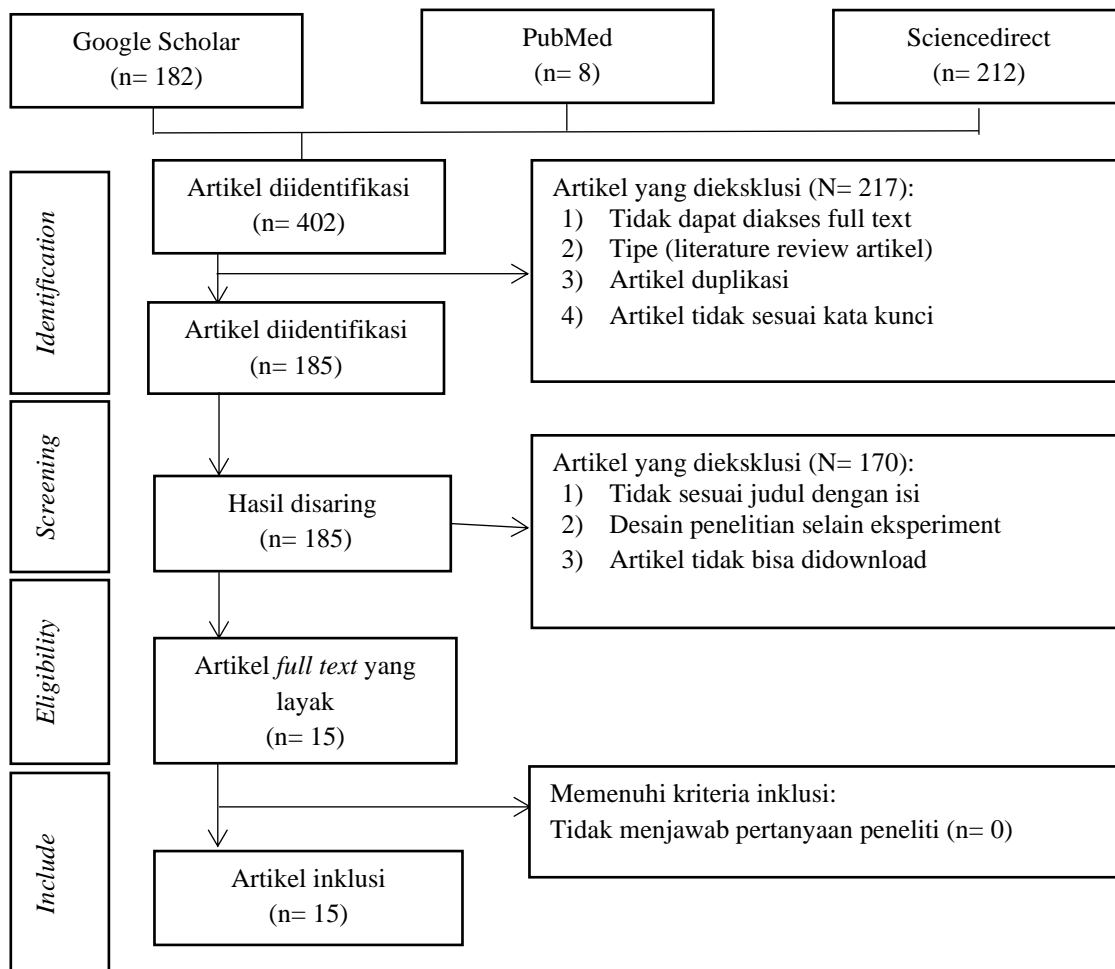 Google Scholar
(n= 182)
PubMed
(n= 8)
Sciencedirect
(n= 212)
Identification
Artikel diidentifikasi
(n= 402)
Artikel yang dieksklusi (N= 217):
1) Tidak dapat diakses full text
2) Tipe (literature review artikel)
3) Artikel duplikasi
4) Artikel tidak sesuai kata kunci
Artikel diidentifikasi
(n= 185)
Screening
Hasil disaring
(n= 185)
Artikel yang dieksklusi (N= 170):
1) Tidak sesuai judul dengan isi
2) Desain penelitian selain eksperiment
3) Artikel tidak bisa didownload
Eligibility
Artikel full text yang
layak
(n= 15)
Include
Memenuhi kriteria inklusi:
Tidak menjawab pertanyaan peneliti (n= 0)
Artikel inklusi
(n= 15)